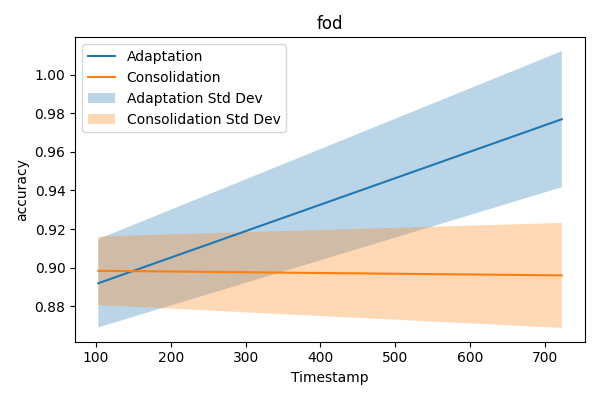 fod
Adaptation
Consolidation
Adaptation Std Dev
Consolidation Std Dev
accuracy
1.00
0.98
0.96
0.94
0.92
0.90
0.88
100 200 300 400 500 600 700
Timestamp